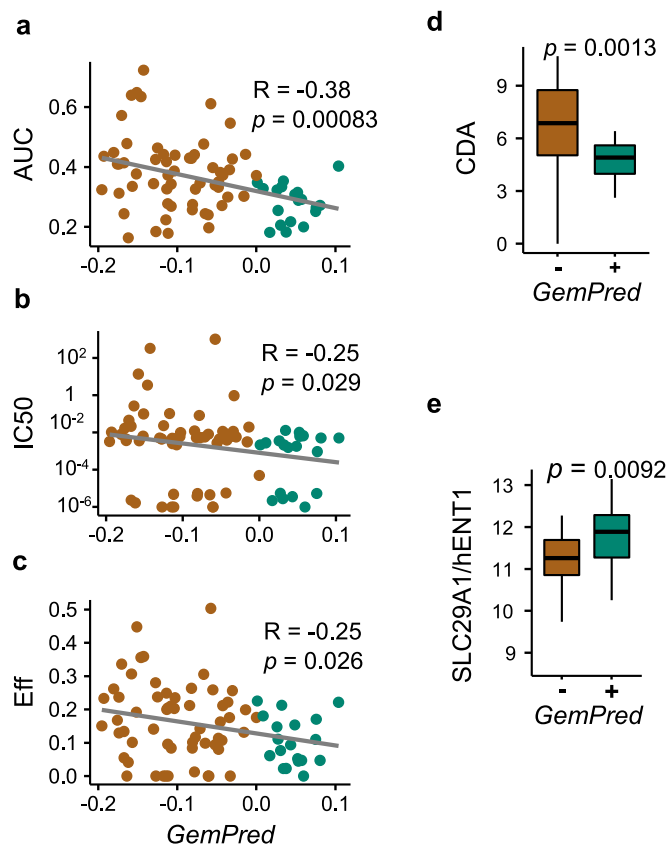 a
R = -0.38
p = 0.00083
AUC
0.6
0.4
0.2
-0.2 -0.1 0.0 0.1
b
R = -0.25
p = 0.029
IC50
10²
1
10⁻²
10⁻⁴
10⁻⁶
-0.2 -0.1 0.0 0.1
c
R = -0.25
p = 0.026
Eff
0.5
0.4
0.3
0.2
0.1
0.0
-0.2 -0.1 0.0 0.1
GemPred
d
p = 0.0013
CDA
9
6
3
0
- +
GemPred
e
p = 0.0092
SLC29A1/hENT1
13
12
11
10
9
- +
GemPred